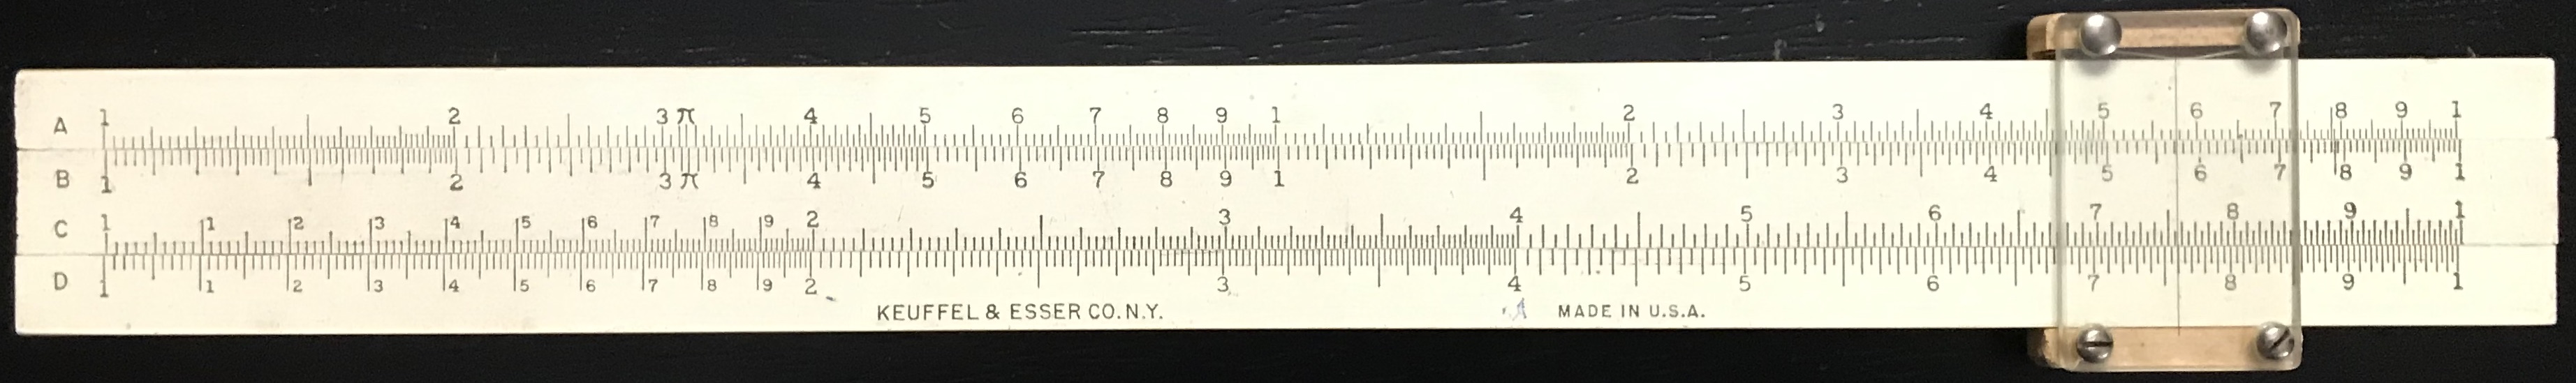 A 1 2 3 π 4 5 6 7 8 9 1 2 3 4 5 6 7 8 9 1
B 1 2 3 π 4 5 6 7 8 9 1 2 3 4 5 6 7 8 9 1
C 1 1 2 3 4 5 6 7 8 9 2 3 4 5 6 7 8 9 1
D 1 1 2 3 4 5 6 7 8 9 2 3 4 5 6 7 8 9 1
KEUFFEL & ESSER CO. N.Y. MADE IN U.S.A.